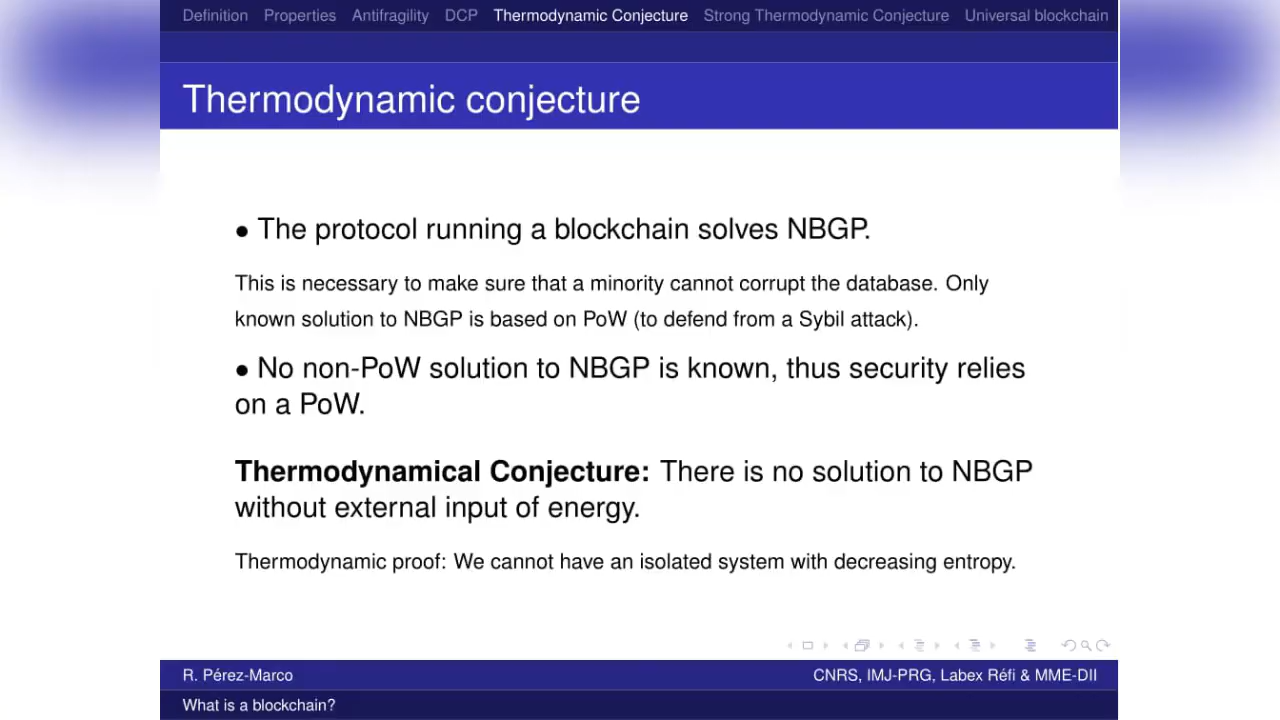 Definition Properties Antifragility DCP Thermodynamic Conjecture Strong Thermodynamic Conjecture Universal blockchain
Thermodynamic conjecture
• The protocol running a blockchain solves NBGP.
This is necessary to make sure that a minority cannot corrupt the database. Only
known solution to NBGP is based on PoW (to defend from a Sybil attack).
• No non-PoW solution to NBGP is known, thus security relies
on a PoW.
Thermodynamical Conjecture: There is no solution to NBGP
without external input of energy.
Thermodynamic proof: We cannot have an isolated system with decreasing entropy.
R. Pérez-Marco CNRS, IMJ-PRG, Labex Réfi & MME-DII
What is a blockchain?